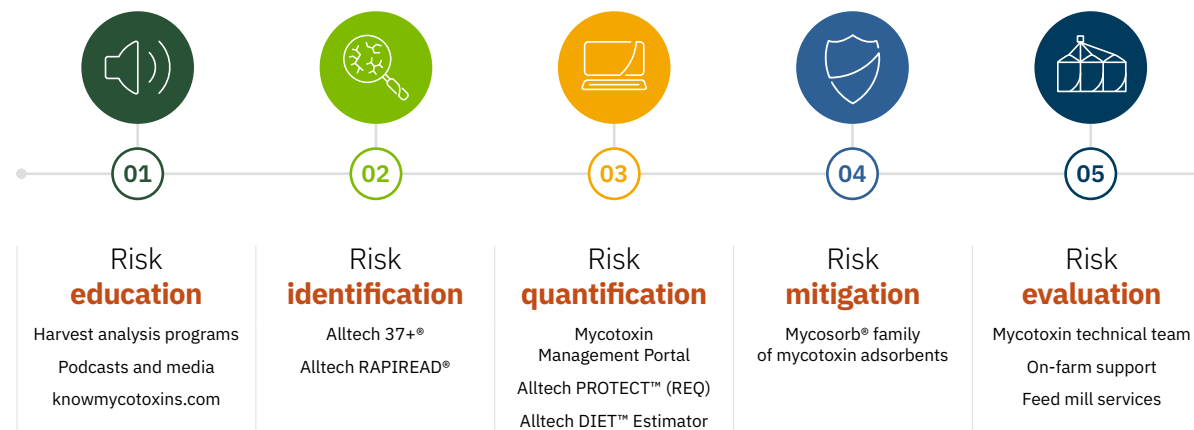 01
02
03
04
05
Risk
education
Harvest analysis programs
Podcasts and media
knowmycotoxins.com
Risk
identification
Alltech 37+®
Alltech RAPIREAD®
Risk
quantification
Mycotoxin
Management Portal
Alltech PROTECT™ (REQ)
Alltech DIET™ Estimator
Risk
mitigation
Mycosorb® family
of mycotoxin adsorbents
Risk
evaluation
Mycotoxin technical team
On-farm support
Feed mill services